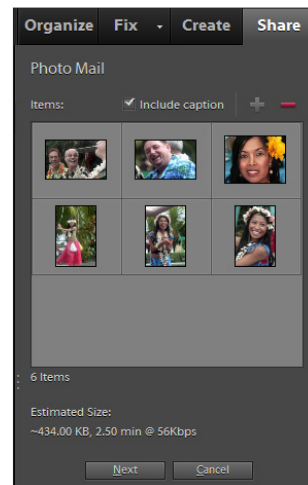 Organize Fix Create Share
Photo Mail
Items: Include caption
6 Items
Estimated Size:
~434.00 KB, 2.50 min @ 56Kbps
Next Cancel